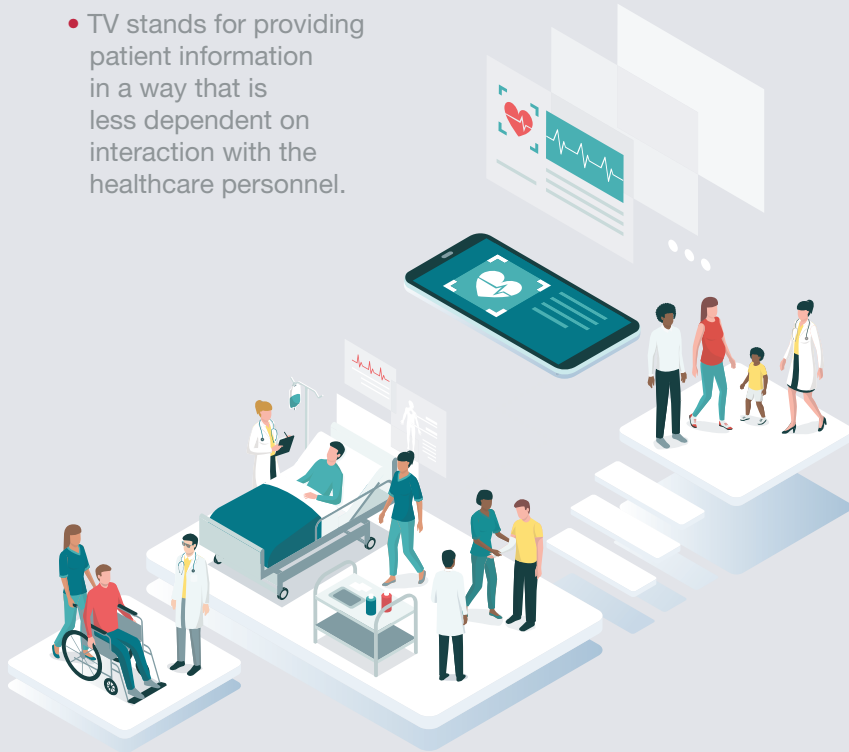 • TV stands for providing
patient information
in a way that is
less dependent on
interaction with the
healthcare personnel.